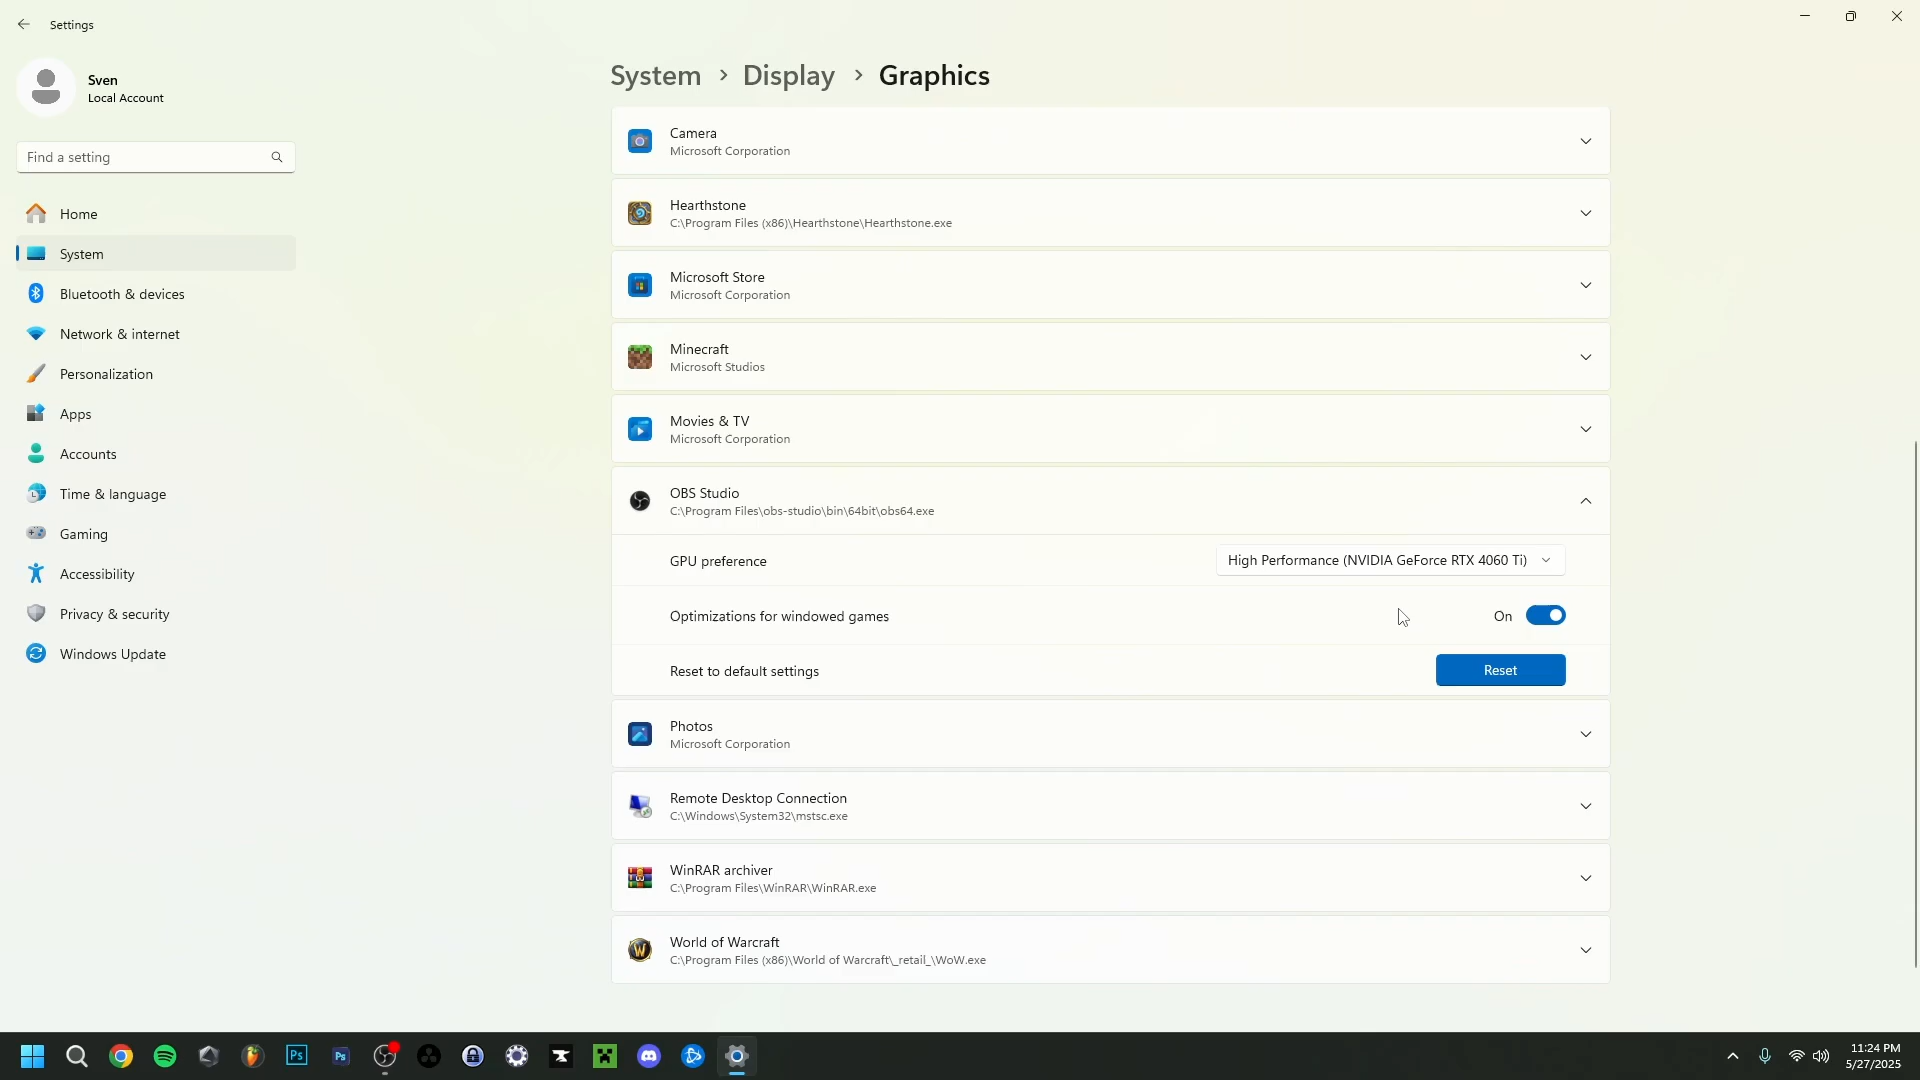 Settings
Sven
Local Account
Find a setting
Home
System
Bluetooth & devices
Network & internet
Personalization
Apps
Accounts
Time & language
Gaming
Accessibility
Privacy & security
Windows Update
System > Display > Graphics
Camera
Microsoft Corporation
Hearthstone
C:\Program Files (x86)\Hearthstone\Hearthstone.exe
Microsoft Store
Microsoft Corporation
Minecraft
Microsoft Studios
Movies & TV
Microsoft Corporation
OBS Studio
C:\Program Files\obs-studio\bin\64bit\obs64.exe
GPU preference
High Performance (NVIDIA GeForce RTX 4060 Ti)
Optimizations for windowed games
On
Reset to default settings
Reset
Photos
Microsoft Corporation
Remote Desktop Connection
C:\Windows\System32\mstsc.exe
WinRAR archiver
C:\Program Files\WinRAR\WinRAR.exe
World of Warcraft
C:\Program Files (x86)\World of Warcraft\_retail_\WoW.exe
Ps
Ps
11:24 PM
5/27/2025